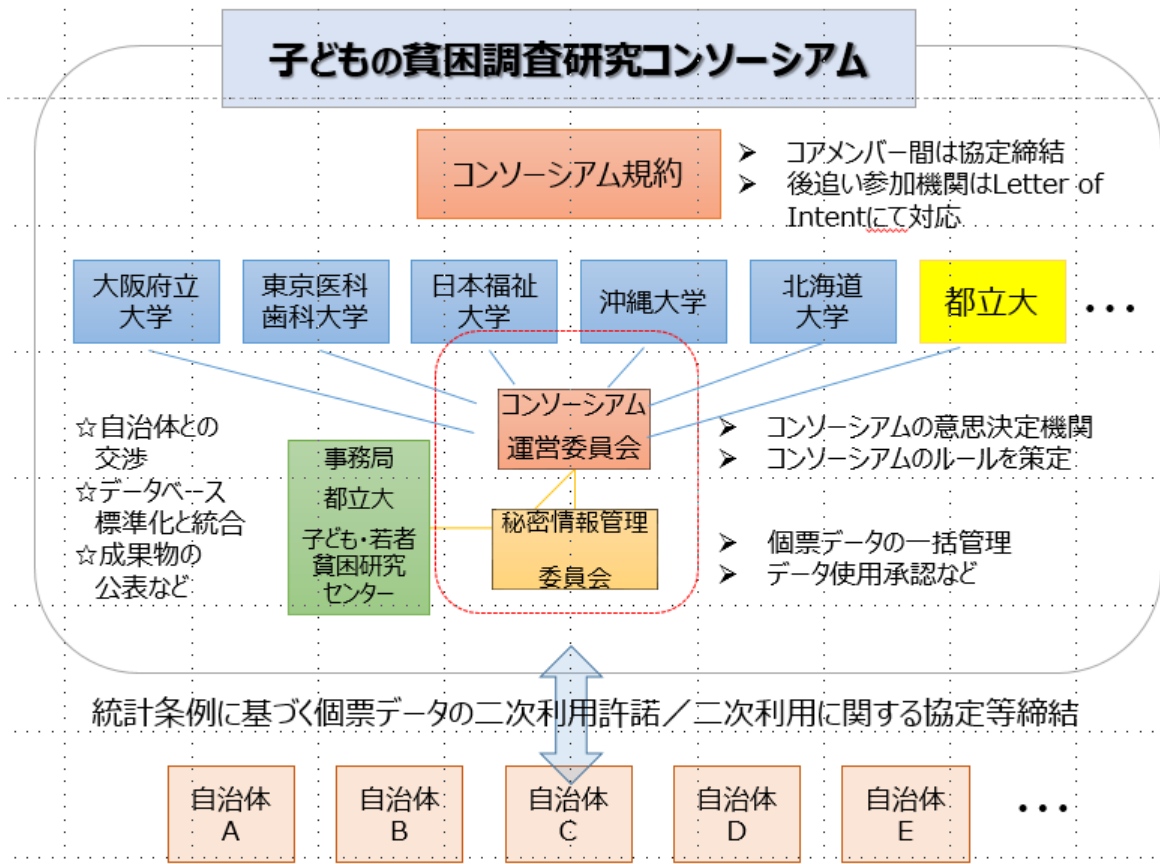 子どもの貧困調査研究コンソーシアム
コンソーシアム規約
➢ コアメンバー間は協定締結
➢ 後追い参加機関はLetter of
Intentにて対応
大阪府立
大学
東京医科
歯科大学
日本福祉
大学
沖縄大学
北海道
大学
都立大
•••
コンソーシアム
運営委員会
➢ コンソーシアムの意思決定機関
➢ コンソーシアムのルールを策定
☆自治体との
交渉
☆データベース
標準化と統合
☆成果物の
公表など
事務局
都立大
子ども・若者
貧困研究
センター
秘密情報管理
委員会
➢ 個票データの一括管理
➢ データ使用承認など
統計条例に基づく個票データの二次利用許諾／二次利用に関する協定等締結
自治体
A
自治体
B
自治体
C
自治体
D
自治体
E
•••